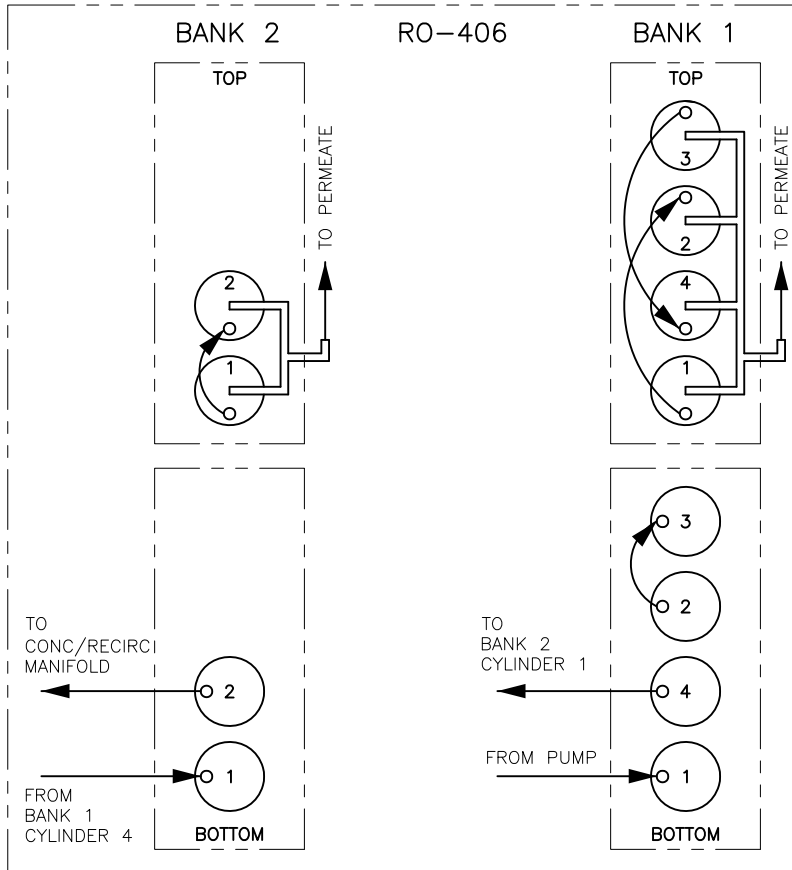 BANK 2
RO-406
BANK 1
TOP
2
1
TO PERMEATE
TOP
3
2
4
1
TO PERMEATE
TO
CONC/RECIRC
MANIFOLD
2
FROM
BANK 1
CYLINDER 4
1
BOTTOM
3
2
TO
BANK 2
CYLINDER 1
4
FROM PUMP
1
BOTTOM